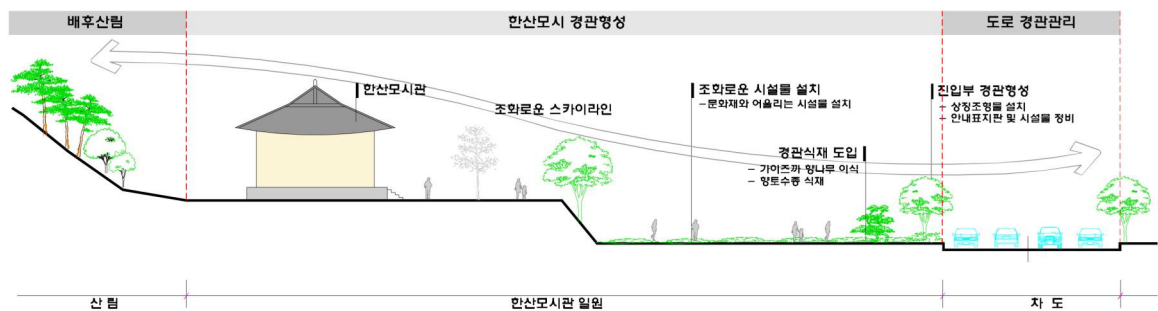 배후산림
한산모시 경관형성
도로 경관관리
한산모시관
조화로운 스카이라인
조화로운 시설물 설치
－문화재와 어울리는 시설물 설치
진입부 경관형성
－ 상징조형물 설치
－ 안내표지판 및 시설물 정비
경관식재 도입
－ 가이즈까 향나무 이식
－ 향토수종 식재
산 림
한산모시관 일원
차 도